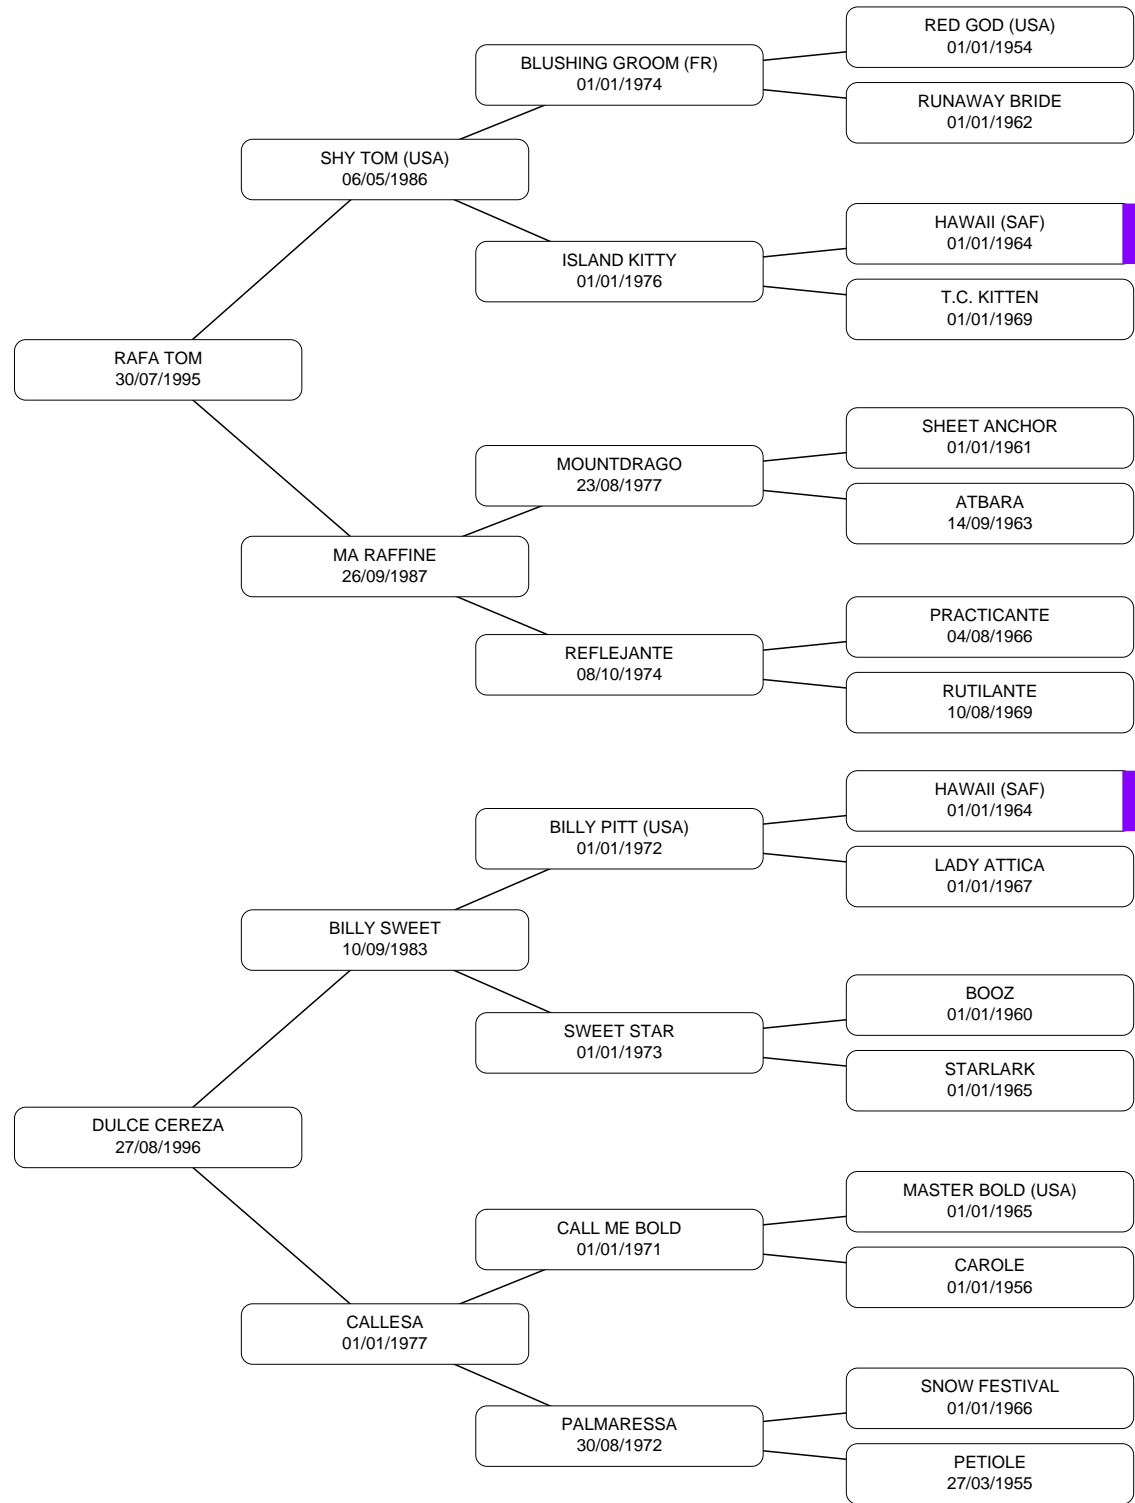 RED GOD (USA)
01/01/1954
BLUSHING GROOM (FR)
01/01/1974
RUNAWAY BRIDE
01/01/1962
SHY TOM (USA)
06/05/1986
HAWAII (SAF)
01/01/1964
ISLAND KITTY
01/01/1976
T.C. KITTEN
01/01/1969
RAFA TOM
30/07/1995
SHEET ANCHOR
01/01/1961
MOUNTDRAGO
23/08/1977
ATBARA
14/09/1963
MA RAFFINE
26/09/1987
PRACTICANTE
04/08/1966
REFLEJANTE
08/10/1974
RUTILANTE
10/08/1969
HAWAII (SAF)
01/01/1964
BILLY PITT (USA)
01/01/1972
LADY ATTICA
01/01/1967
BILLY SWEET
10/09/1983
BOOZ
01/01/1960
SWEET STAR
01/01/1973
STARLARK
01/01/1965
DULCE CEREZA
27/08/1996
MASTER BOLD (USA)
01/01/1965
CALL ME BOLD
01/01/1971
CAROLE
01/01/1956
CALLESA
01/01/1977
SNOW FESTIVAL
01/01/1966
PALMARESSA
30/08/1972
PETIOLE
27/03/1955